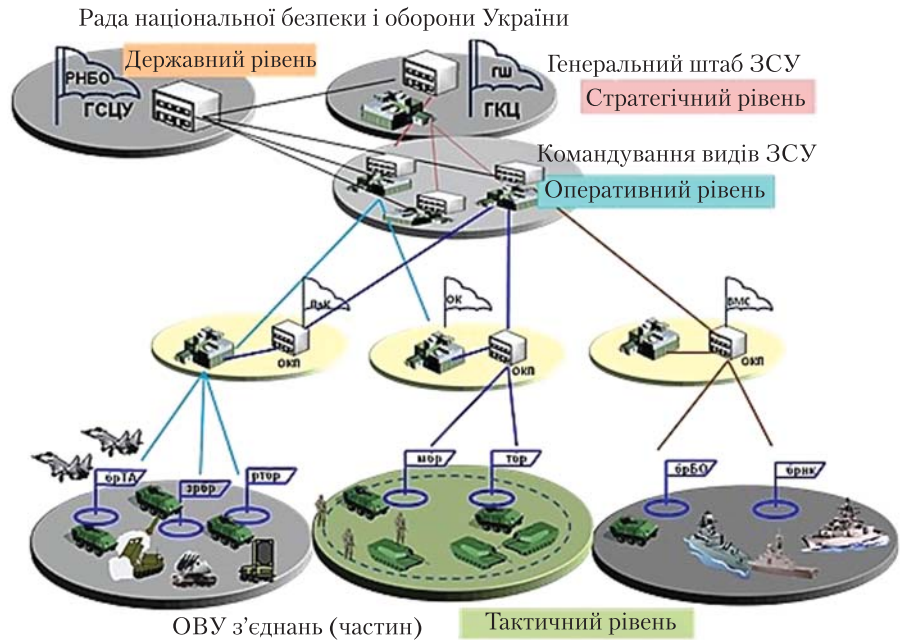 Рада національної безпеки і оборони України
Державний рівень
РНБО
ГСЦУ
ГШ
ГКЦ
Генеральний штаб ЗСУ
Стратегічний рівень
Командування видів ЗСУ
Оперативний рівень
ПзК
ОКП
ОК
ОКП
ВМС
ОКП
брТА
зрбр
ртбр
мбр
тбр
брБО
брнк
ОВУ з’єднань (частин)
Тактичний рівень